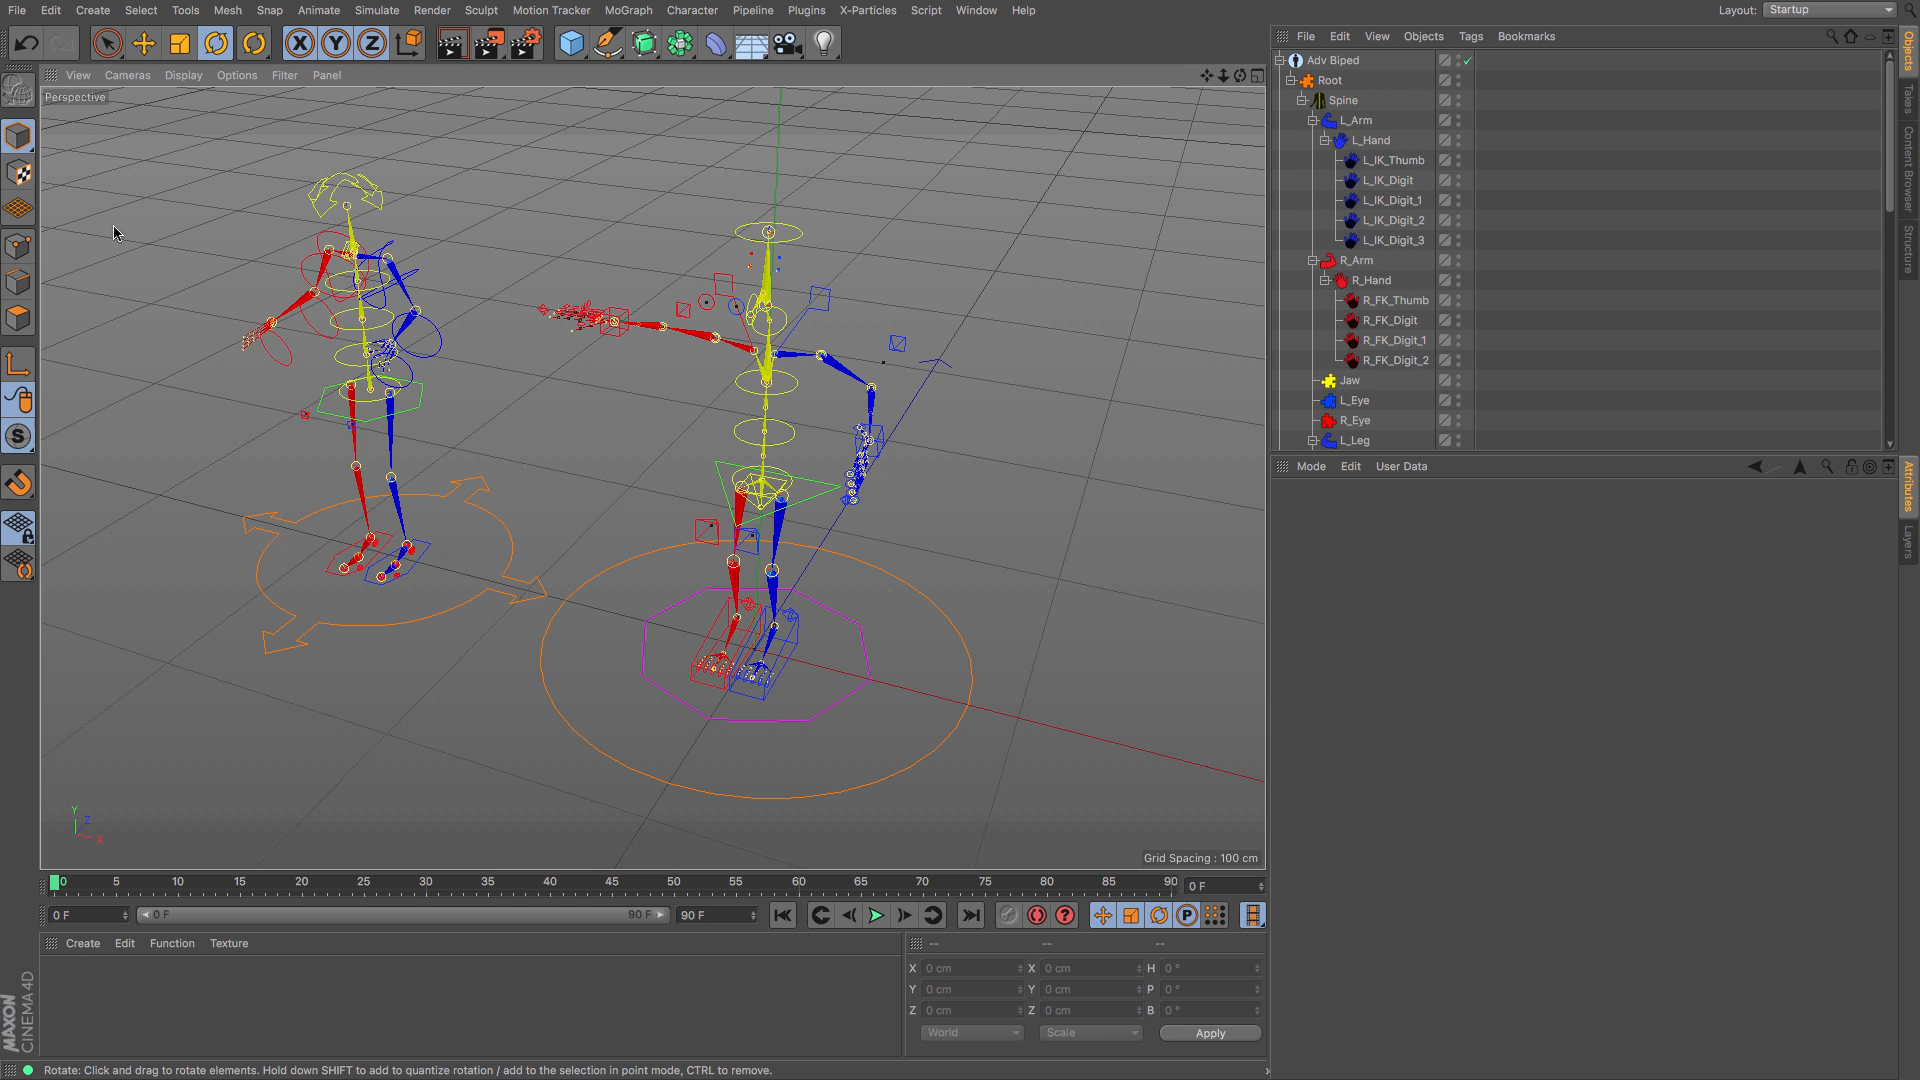 File Edit Create Select Tools Mesh Snap Animate Simulate Render Sculpt Motion Tracker MoGraph Character Pipeline Plugins X-Particles Script Window Help Layout: Startup
X Y Z
View Cameras Display Options Filter Panel
Perspective
S
Y
Z
X
Grid Spacing : 100 cm
0 5 10 15 20 25 30 35 40 45 50 55 60 65 70 75 80 85 90 0 F
0 F 0 F 90 F 90 F ? P
Create Edit Function Texture
-- -- --
X 0 cm X 0 cm H 0 °
Y 0 cm Y 0 cm P 0 °
Z 0 cm Z 0 cm B 0 °
World Scale Apply
MAXON
CINEMA 4D
Rotate: Click and drag to rotate elements. Hold down SHIFT to add to quantize rotation / add to the selection in point mode, CTRL to remove.
File Edit View Objects Tags Bookmarks
Adv Biped
Root
Spine
L_Arm
L_Hand
L_IK_Thumb
L_IK_Digit
L_IK_Digit_1
L_IK_Digit_2
L_IK_Digit_3
R_Arm
R_Hand
R_FK_Thumb
R_FK_Digit
R_FK_Digit_1
R_FK_Digit_2
Jaw
L_Eye
R_Eye
L_Leg
Mode Edit User Data
Objects
Takes
Content Browser
Structure
Attributes
Layers